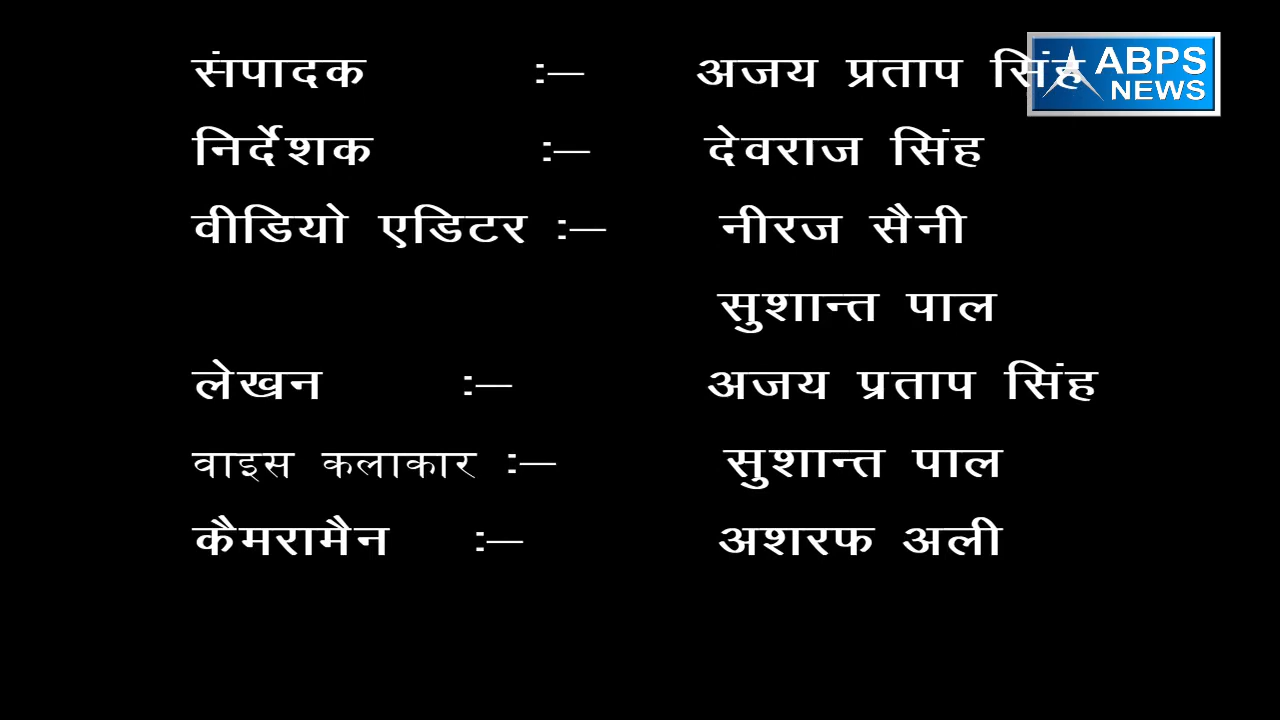 संपादक :— अजय प्रताप सिंह
ABPS
NEWS
निर्देशक :— देवराज सिंह
वीडियो एडिटर :— नीरज सैनी
सुशान्त पाल
लेखन :— अजय प्रताप सिंह
वाइस कलाकार :— सुशान्त पाल
कैमरामैन :— अशरफ अली